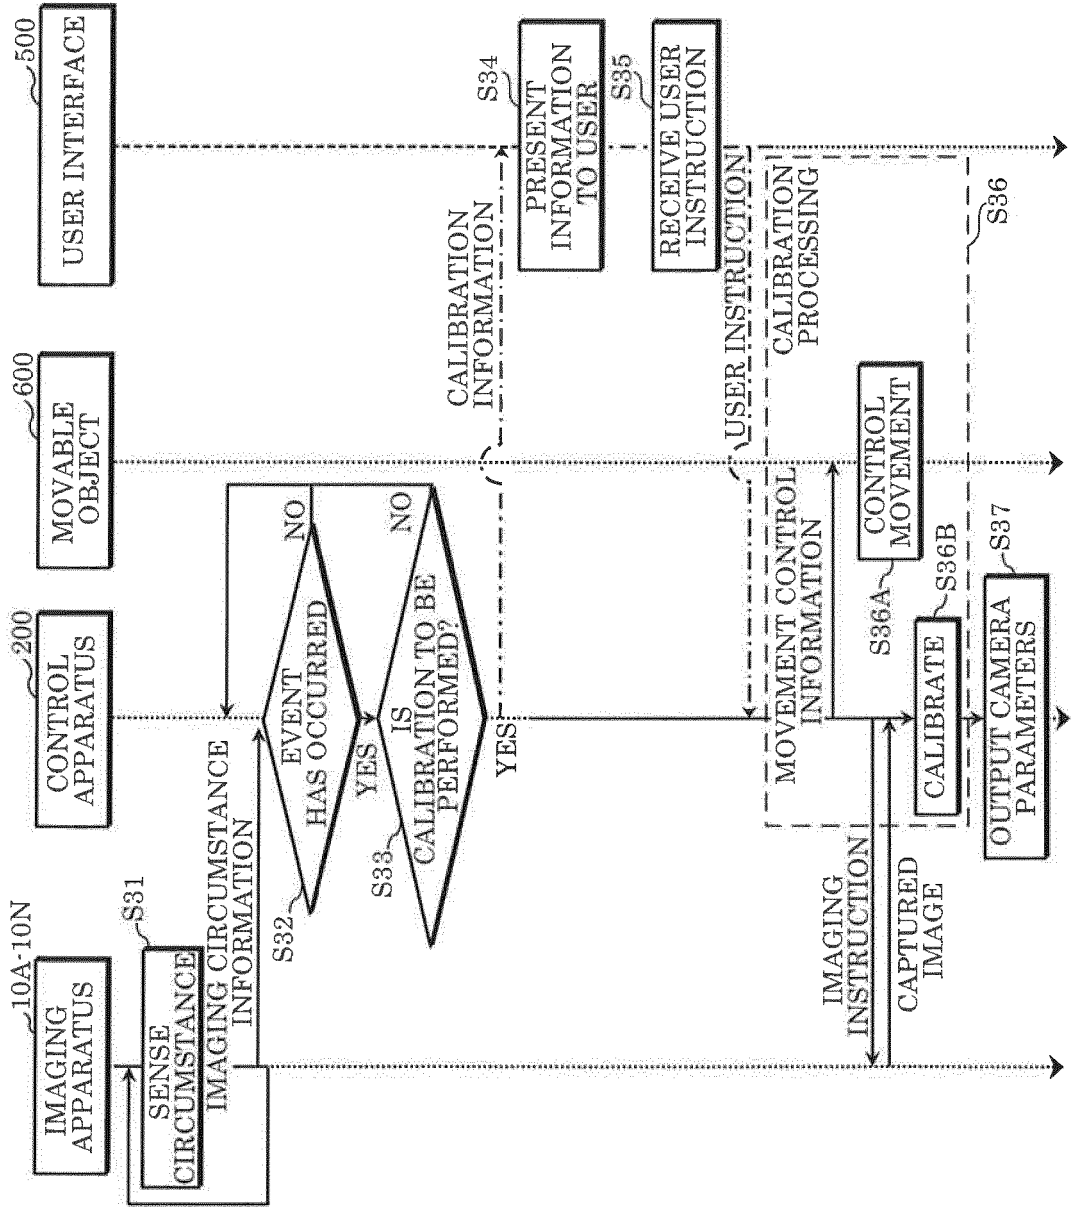 10A-10N
IMAGING
APPARATUS
200
CONTROL
APPARATUS
600
MOVABLE
OBJECT
500
USER INTERFACE
S31
SENSE
CIRCUMSTANCE
IMAGING CIRCUMSTANCE
INFORMATION
S32
EVENT
HAS OCCURRED
NO
YES
S33
IS
CALIBRATION TO BE
PERFORMED?
NO
YES
CALIBRATION
INFORMATION
S34
PRESENT
INFORMATION
TO USER
S35
RECEIVE USER
INSTRUCTION
USER INSTRUCTION
CALIBRATION
PROCESSING
MOVEMENT CONTROL
INFORMATION
IMAGING
INSTRUCTION
CAPTURED
IMAGE
S36A
CONTROL
MOVEMENT
S36B
CALIBRATE
S36
S37
OUTPUT CAMERA
PARAMETERS